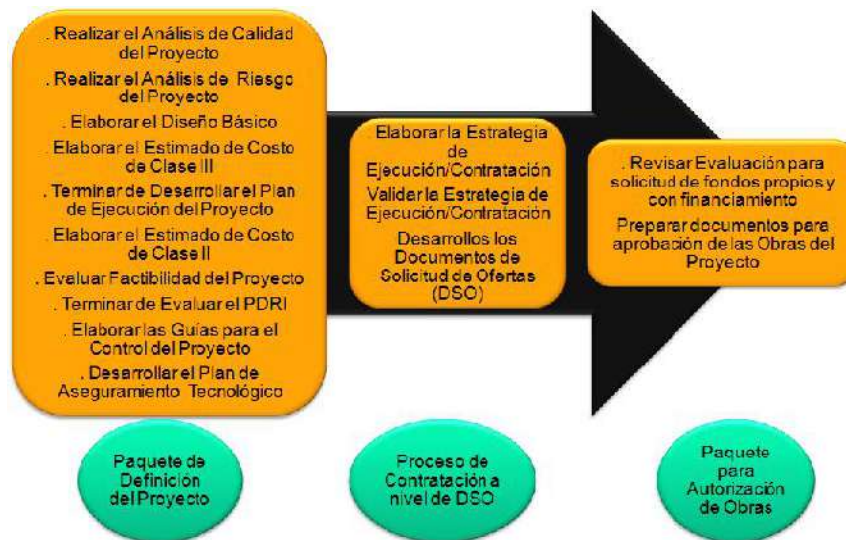 . Realizar el Análisis de Calidad
del Proyecto
. Realizar el Análisis de Riesgo
del Proyecto
. Elaborar el Diseño Básico
. Elaborar el Estimado de Costo
de Clase III
. Terminar de Desarrollar el Plan
de Ejecución del Proyecto
. Elaborar el Estimado de Costo
de Clase II
. Evaluar Factibilidad del Proyecto
. Terminar de Evaluar el PDRI
. Elaborar las Guías para el
Control del Proyecto
. Desarrollar el Plan de
Aseguramiento Tecnológico
. Elaborar la Estrategia
de
Ejecución/Contratación
Validar la Estrategia de
Ejecución/Contratación
Desarrollos los
Documentos de
Solicitud de Ofertas
(DSO)
. Revisar Evaluación para
solicitud de fondos propios y
con financiamiento
Preparar documentos para
aprobación de las Obras del
Proyecto
Paquete de
Definición
del Proyecto
Proceso de
Contratación a
nivel de DSO
Paquete
para
Autorización
de Obras